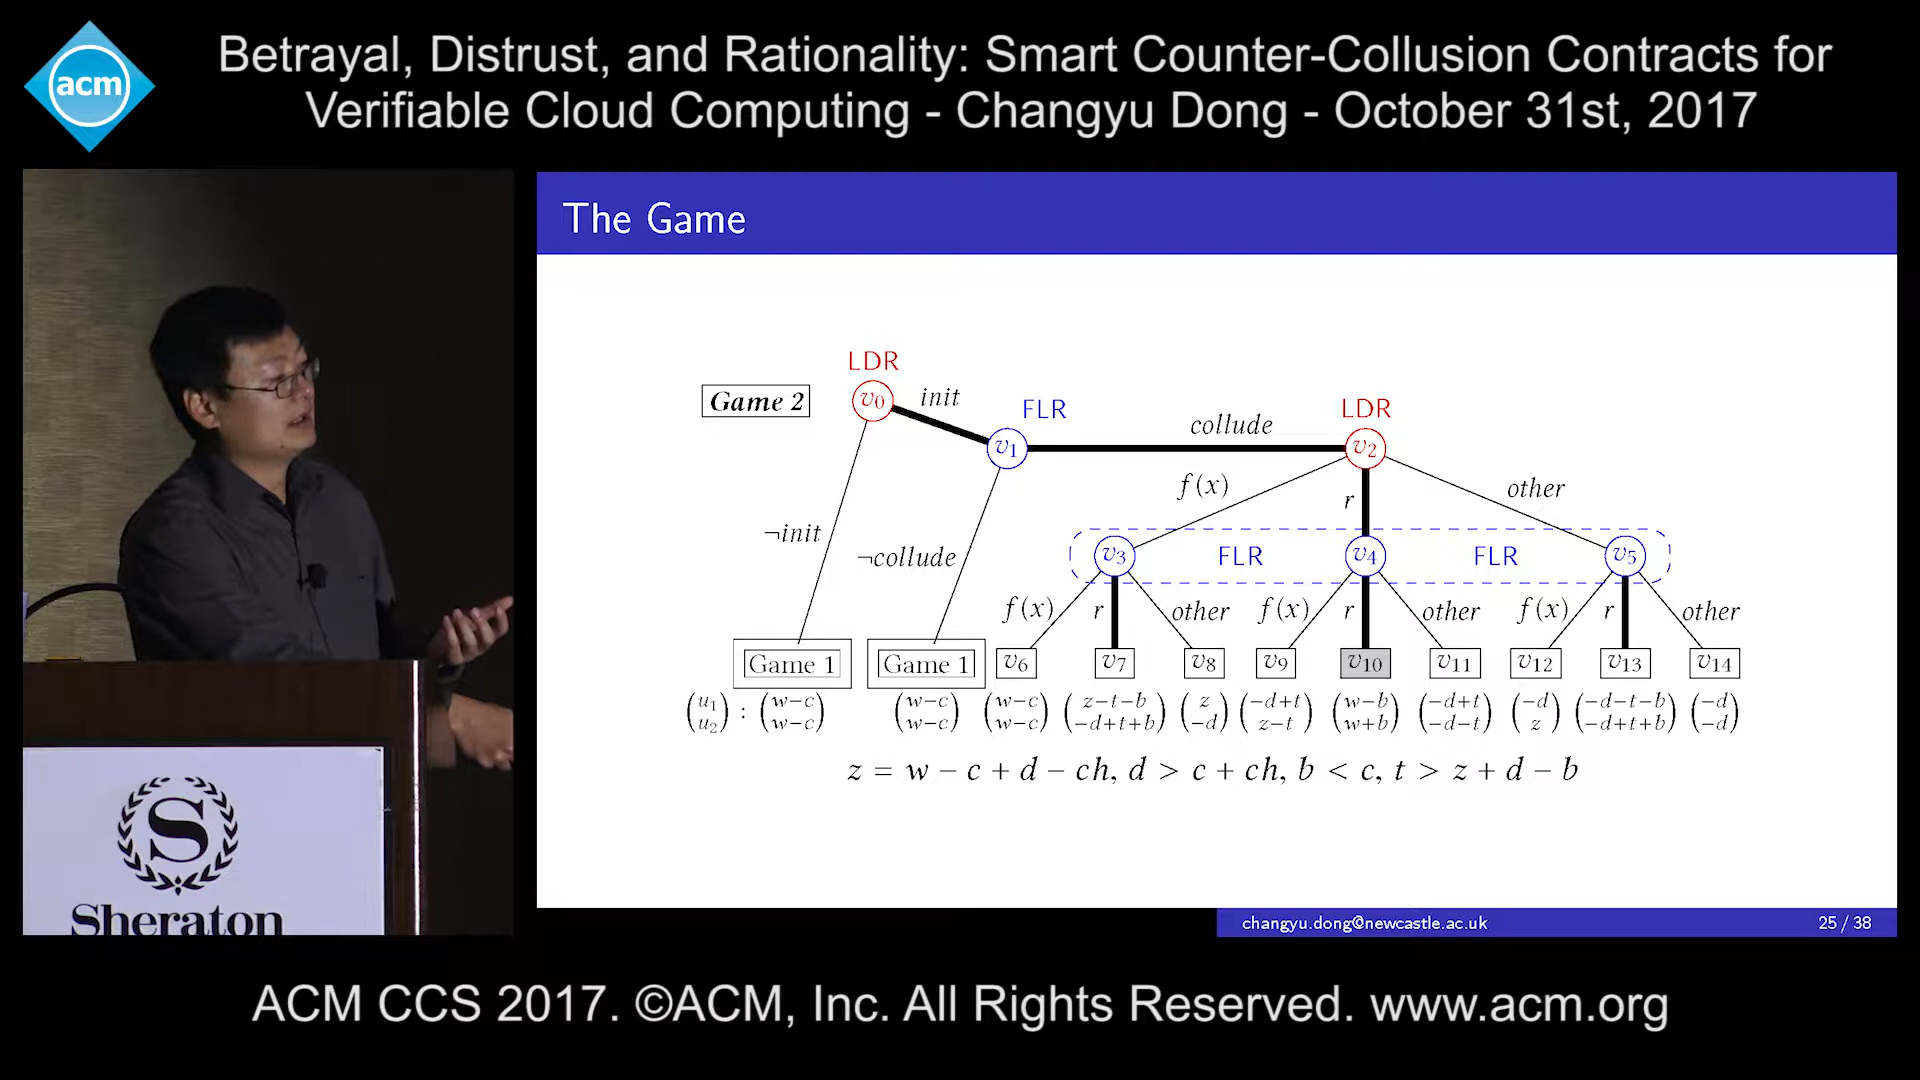 acm
Betrayal, Distrust, and Rationality: Smart Counter-Collusion Contracts for
Verifiable Cloud Computing - Changyu Dong - October 31st, 2017
The Game
LDR
Game 2
v0
init
FLR
v1
collude
LDR
v2
¬init
¬collude
f(x)
r
other
v3
FLR
v4
FLR
v5
f(x) r other f(x) r other f(x) r other
Game 1 Game 1 v6 v7 v8 v9 v10 v11 v12 v13 v14
(u1 : (w−c (w−c (w−c (z−t−b (z (−d+t (w−b (−d+t (−d (−d−t−b (−d
u2) w−c) w−c) w−c) −d+t+b) −d) z−t) w+b) −d−t) z) −d+t+b) −d)
z = w − c + d − ch, d > c + ch, b < c, t > z + d − b
S
Sheraton
changyu.dong@newcastle.ac.uk 25 / 38
ACM CCS 2017. ©ACM, Inc. All Rights Reserved. www.acm.org